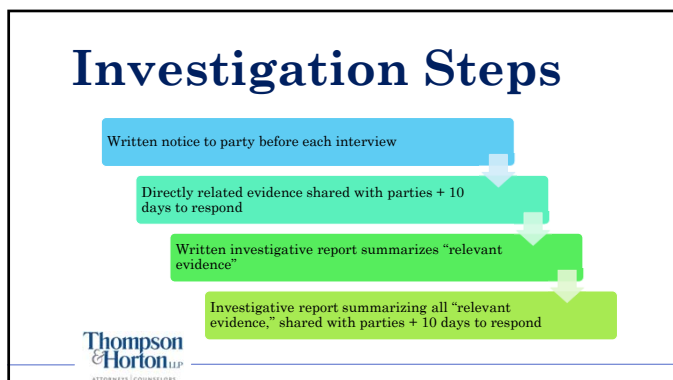 Investigation Steps
Written notice to party before each interview
Directly related evidence shared with parties + 10
days to respond
Written investigative report summarizes “relevant
evidence”
Investigative report summarizing all “relevant
evidence,” shared with parties + 10 days to respond
Thompson
&Horton LLP
ATTORNEYS | COUNSELORS